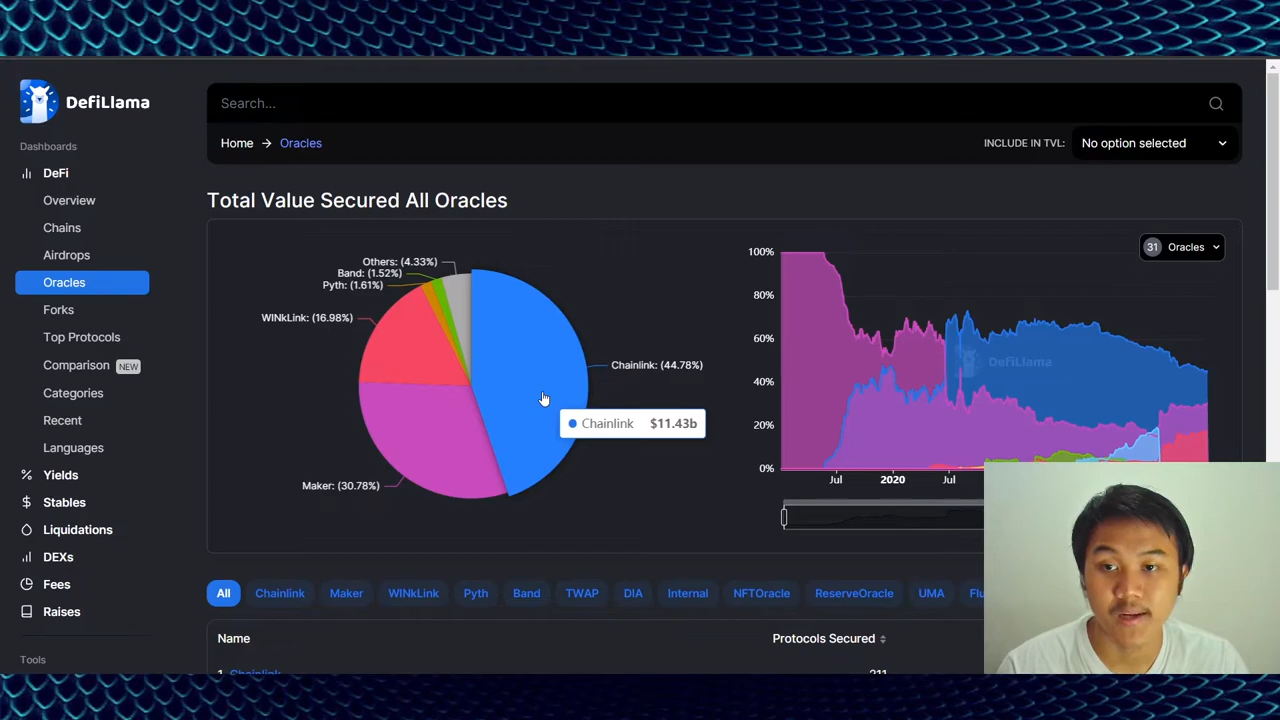 DefiLlama
Dashboards
DeFi
Overview
Chains
Airdrops
Oracles
Forks
Top Protocols
Comparison NEW
Categories
Recent
Languages
Yields
Stables
Liquidations
DEXs
Fees
Raises
Tools
Search...
Home → Oracles
INCLUDE IN TVL: No option selected
Total Value Secured All Oracles
Others: (4.33%)
Band: (1.52%)
Pyth: (1.61%)
WINkLink: (16.98%)
Chainlink: (44.78%)
Chainlink $11.43b
Maker: (30.78%)
31 Oracles
100%
80%
60%
40%
20%
0%
DefiLlama
Jul 2020 Jul
All Chainlink Maker WINkLink Pyth Band TWAP DIA Internal NFTOracle ReserveOracle UMA
Name Protocols Secured
1 Chainlink 211